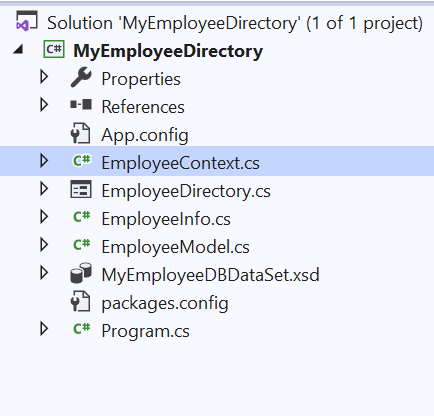 Solution 'MyEmployeeDirectory' (1 of 1 project)
C# MyEmployeeDirectory
Properties
References
App.config
C# EmployeeContext.cs
EmployeeDirectory.cs
C# EmployeeInfo.cs
C# EmployeeModel.cs
MyEmployeeDBDataSet.xsd
packages.config
C# Program.cs